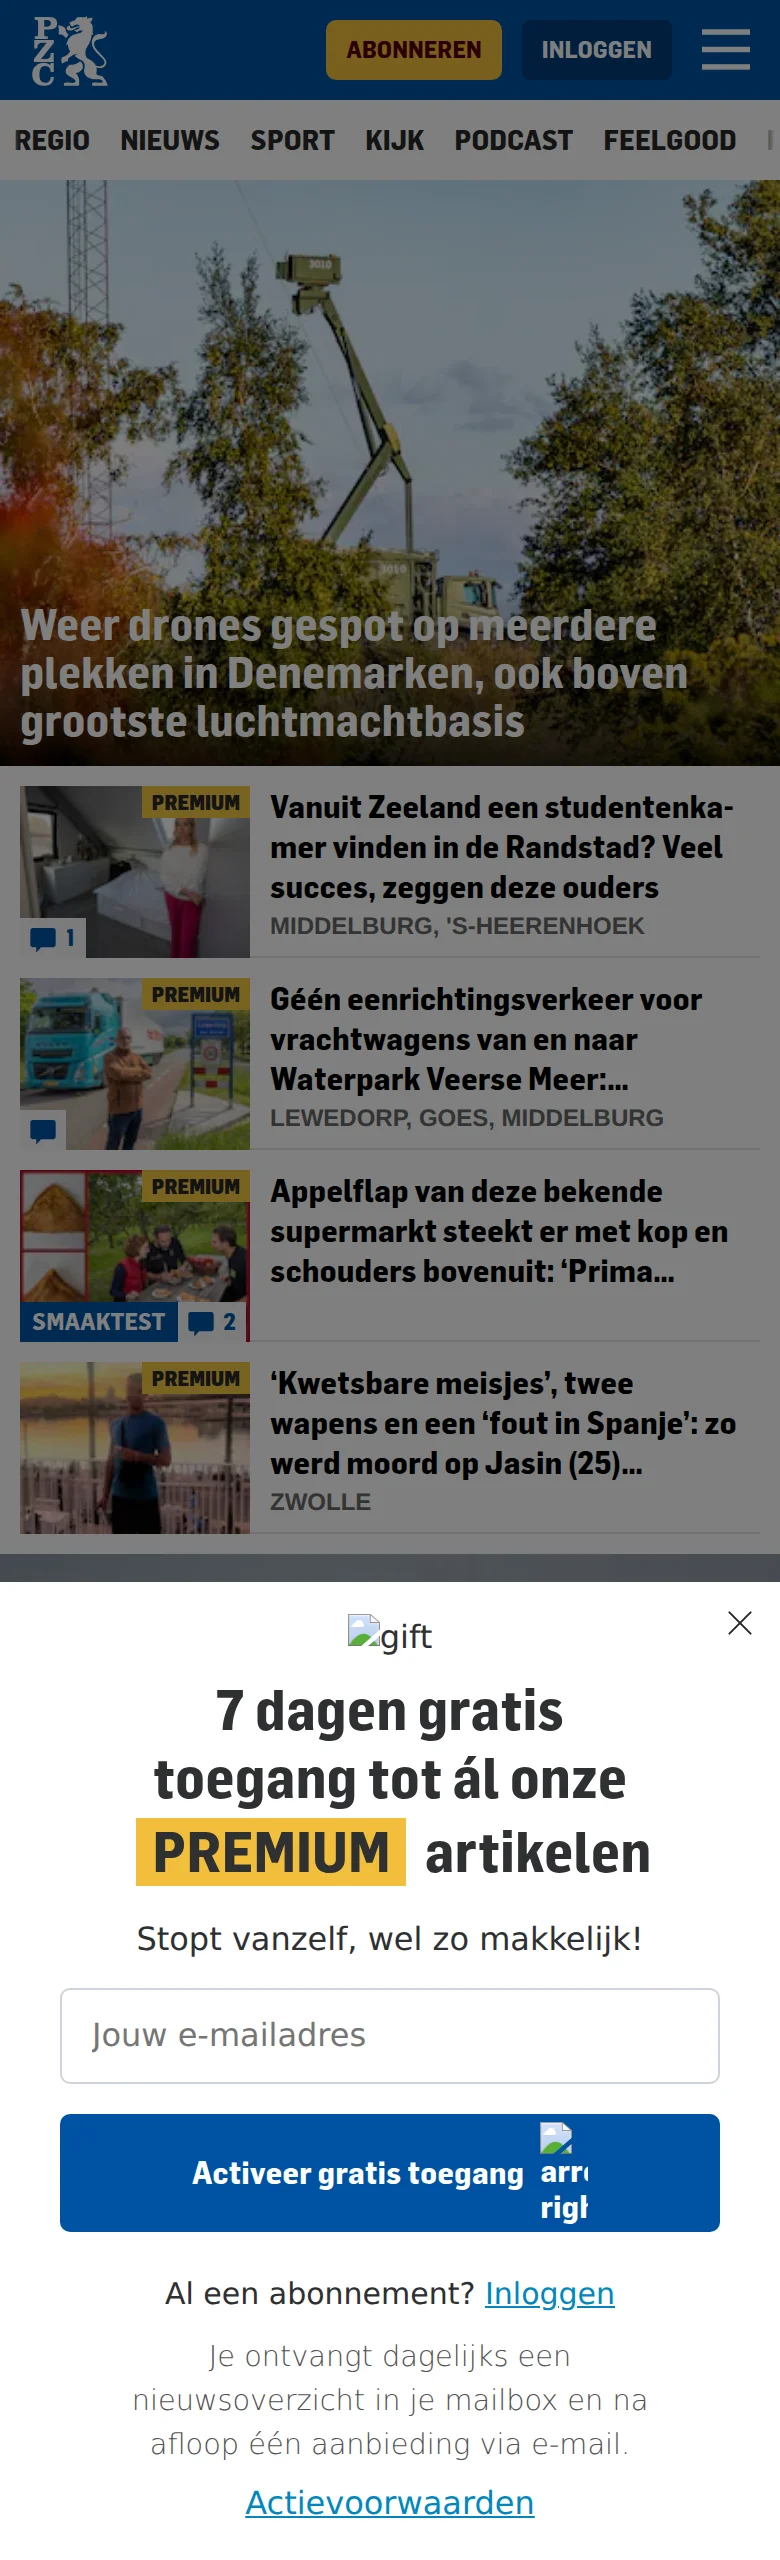 PZC
ABONNEREN
INLOGGEN
REGIO NIEUWS SPORT KIJK PODCAST FEELGOOD
3010
3010
Weer drones gespot op meerdere
plekken in Denemarken, ook boven
grootste luchtmachtbasis
PREMIUM
1
Vanuit Zeeland een studentenka-
mer vinden in de Randstad? Veel
succes, zeggen deze ouders
MIDDELBURG, 'S-HEERENHOEK
PREMIUM
Géén eenrichtingsverkeer voor
vrachtwagens van en naar
Waterpark Veerse Meer:...
LEWEDORP, GOES, MIDDELBURG
PREMIUM
SMAAKTEST
2
Appelflap van deze bekende
supermarkt steekt er met kop en
schouders bovenuit: ‘Prima...
PREMIUM
‘Kwetsbare meisjes’, twee
wapens en een ‘fout in Spanje’: zo
werd moord op Jasin (25)...
ZWOLLE
gift
7 dagen gratis
toegang tot ál onze
PREMIUM artikelen
Stopt vanzelf, wel zo makkelijk!
Jouw e-mailadres
Activeer gratis toegang
Al een abonnement? Inloggen
Je ontvangt dagelijks een
nieuwsoverzicht in je mailbox en na
afloop één aanbieding via e-mail.
Actievoorwaarden